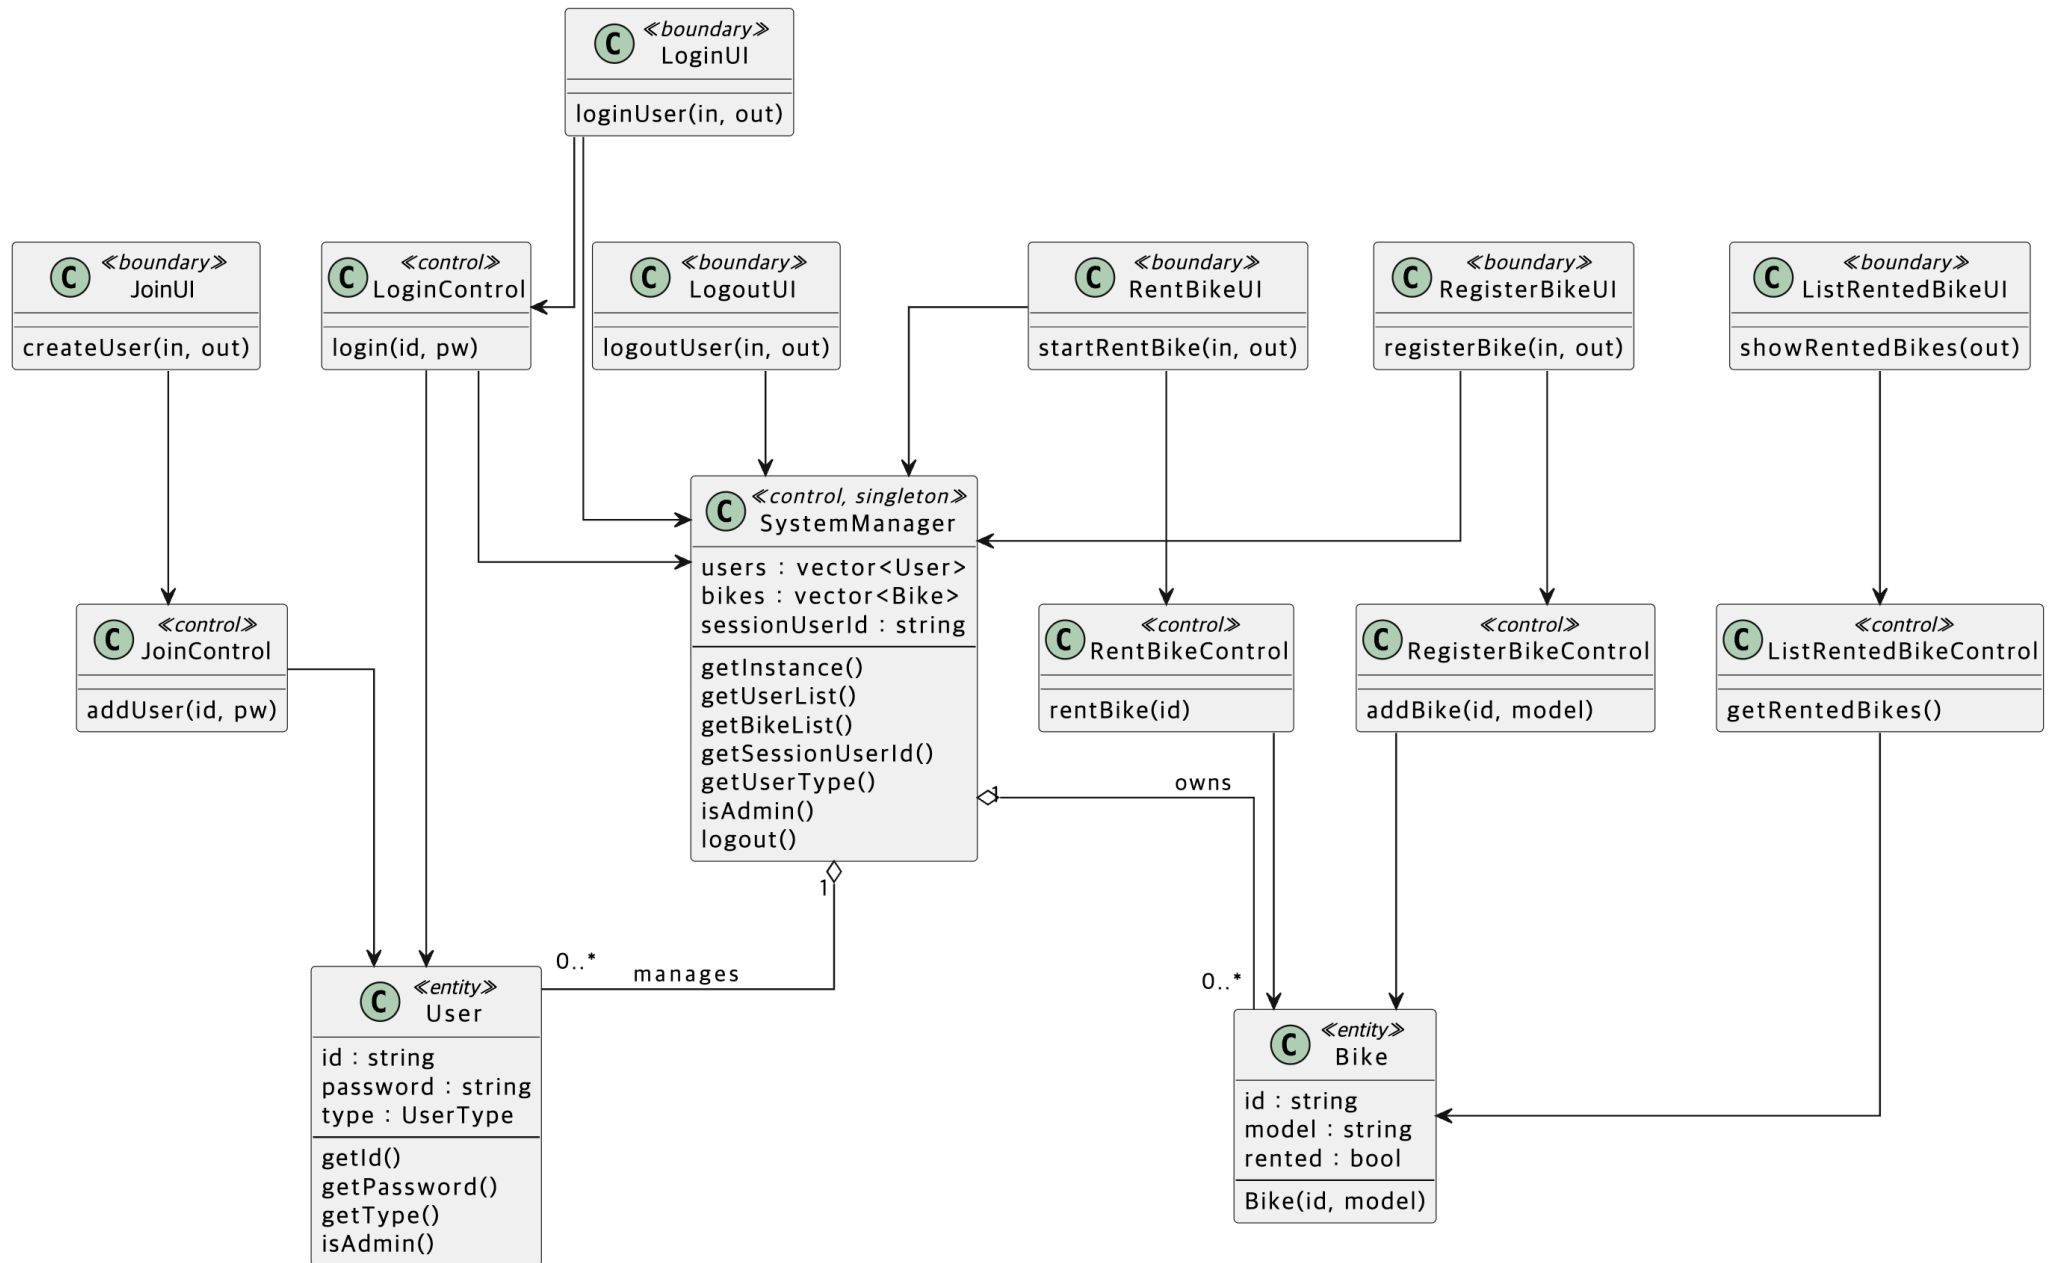 C
«boundary»
LoginUI
loginUser(in, out)
C
«boundary»
JoinUI
createUser(in, out)
C
«control»
LoginControl
login(id, pw)
C
«boundary»
LogoutUI
logoutUser(in, out)
C
«boundary»
RentBikeUI
startRentBike(in, out)
C
«boundary»
RegisterBikeUI
registerBike(in, out)
C
«boundary»
ListRentedBikeUI
showRentedBikes(out)
C
«control, singleton»
SystemManager
users : vector<User>
bikes : vector<Bike>
sessionUserId : string
getInstance()
getUserList()
getBikeList()
getSessionUserId()
getUserType()
isAdmin()
logout()
C
«control»
JoinControl
addUser(id, pw)
C
«control»
RentBikeControl
rentBike(id)
C
«control»
RegisterBikeControl
addBike(id, model)
C
«control»
ListRentedBikeControl
getRentedBikes()
1
owns
0..*
1
manages
0..*
C
«entity»
User
id : string
password : string
type : UserType
getId()
getPassword()
getType()
isAdmin()
C
«entity»
Bike
id : string
model : string
rented : bool
Bike(id, model)